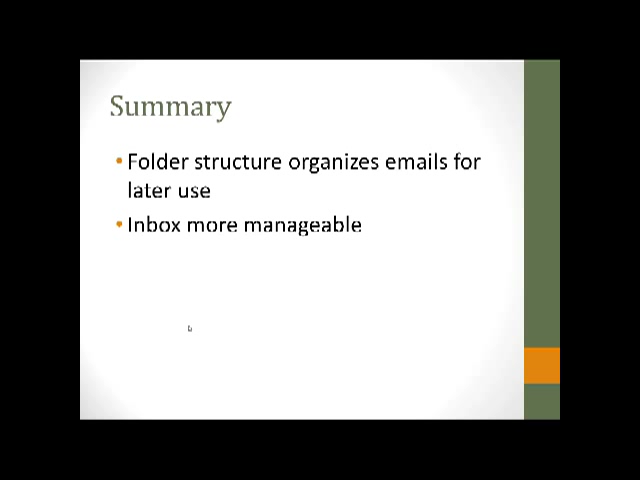 Summary
• Folder structure organizes emails for
later use
• Inbox more manageable